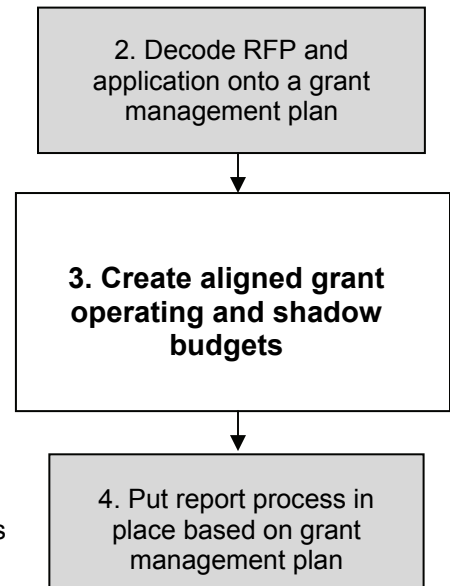 2. Decode RFP and
application onto a grant
management plan
3. Create aligned grant
operating and shadow
budgets
4. Put report process in
place based on grant
management plan
s